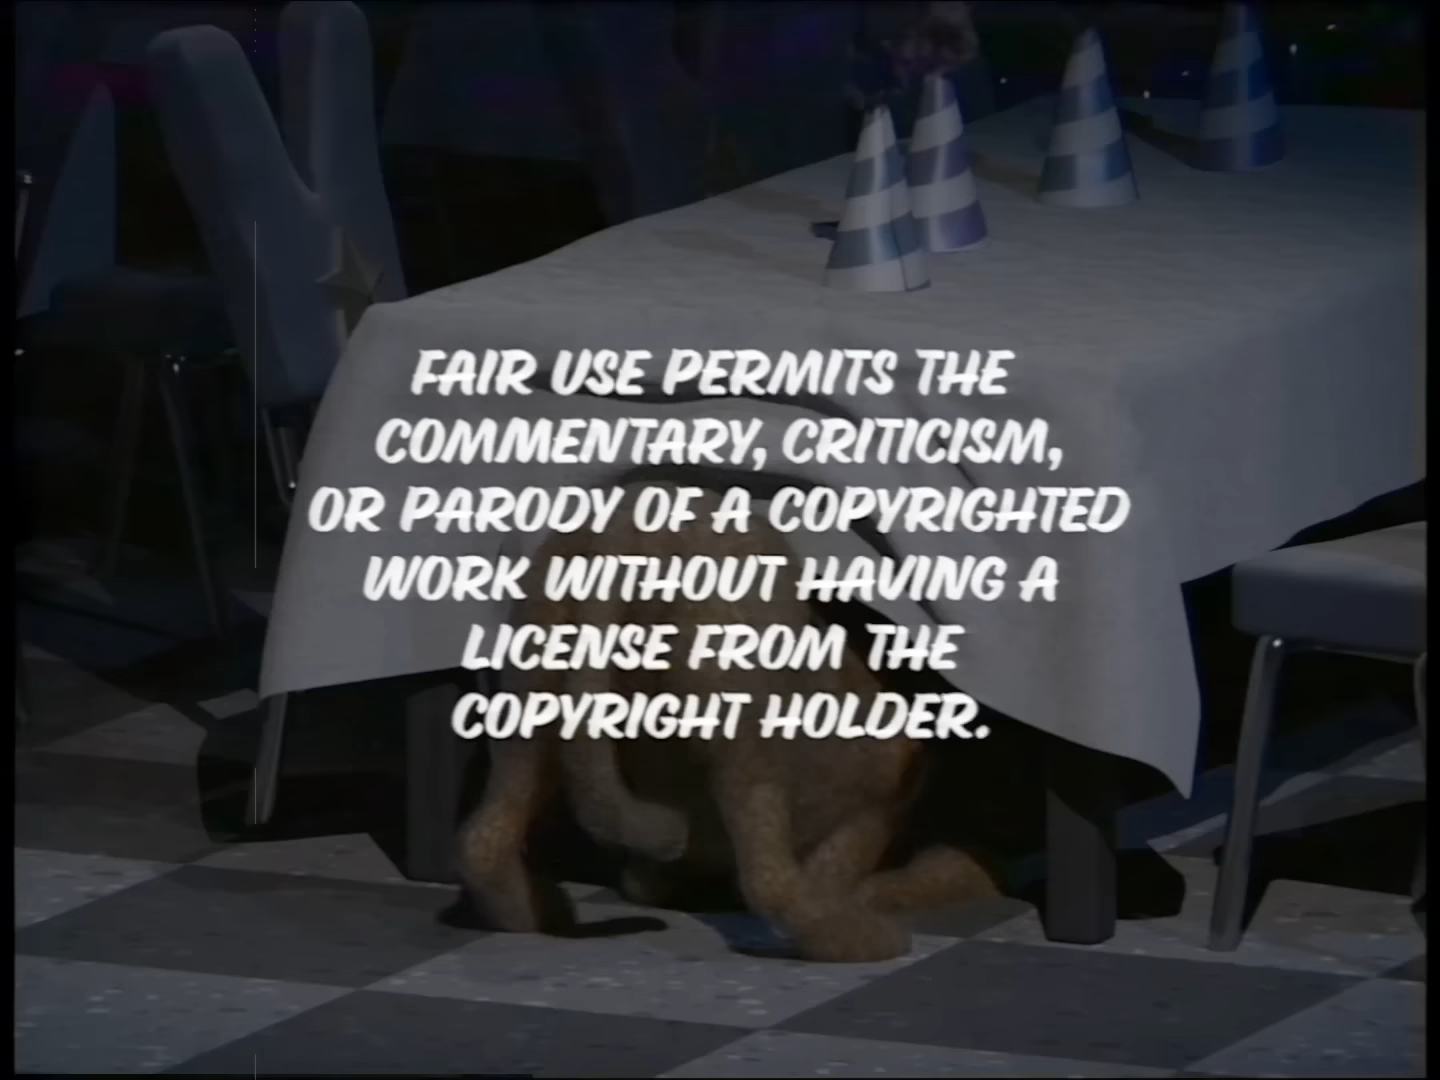 FAIR USE PERMITS THE
COMMENTARY, CRITICISM,
OR PARODY OF A COPYRIGHTED
WORK WITHOUT HAVING A
LICENSE FROM THE
COPYRIGHT HOLDER.